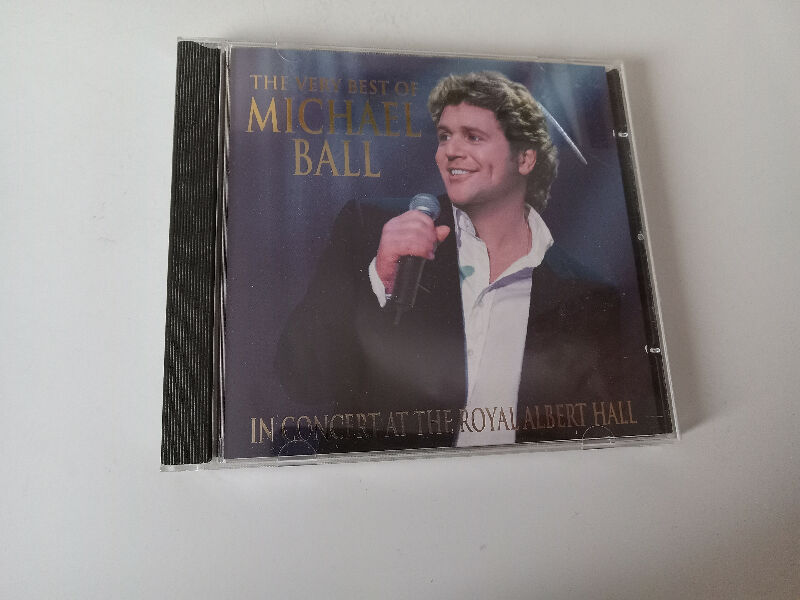 THE VERY BEST OF
MICHAEL
BALL
IN CONCERT AT THE ROYAL ALBERT HALL